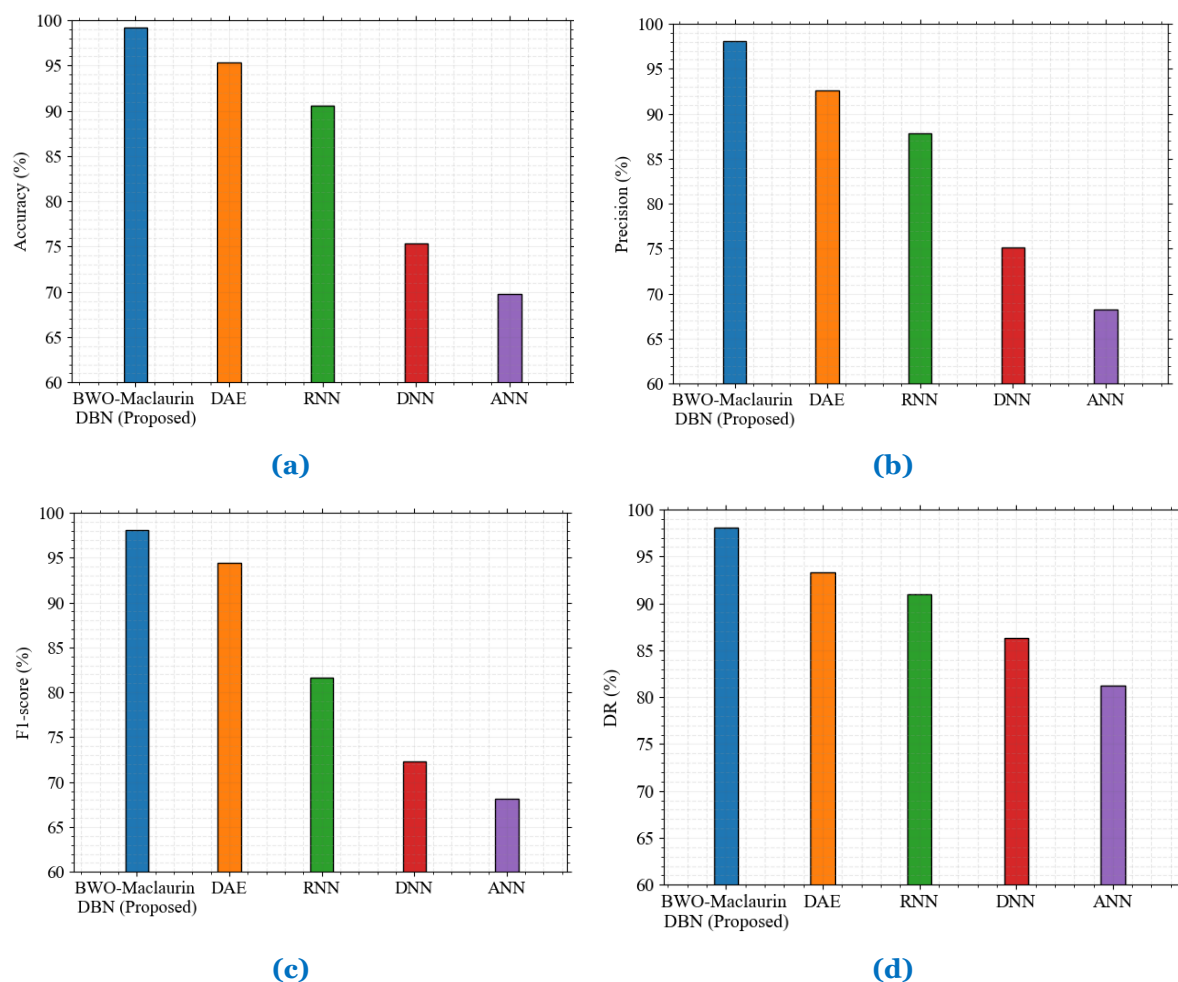 100
95
90
85
80
75
70
65
60
Accuracy (%)
BWO-Maclaurin DAE RNN DNN ANN
DBN (Proposed)
(a)
100
95
90
85
80
75
70
65
60
Precision (%)
BWO-Maclaurin DAE RNN DNN ANN
DBN (Proposed)
(b)
100
95
90
85
80
75
70
65
60
F1-score (%)
BWO-Maclaurin DAE RNN DNN ANN
DBN (Proposed)
(c)
100
95
90
85
80
75
70
65
60
DR (%)
BWO-Maclaurin DAE RNN DNN ANN
DBN (Proposed)
(d)